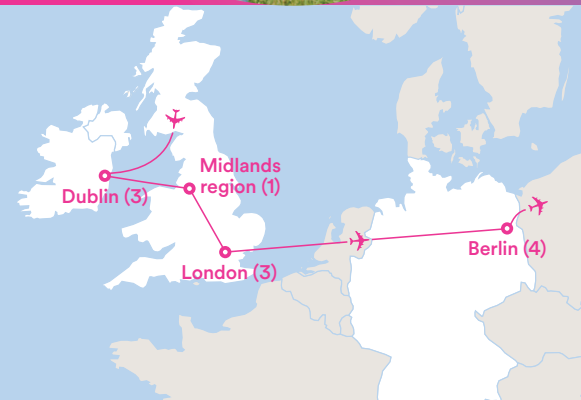 Midlands
region (1)
Dublin (3)
London (3)
Berlin (4)